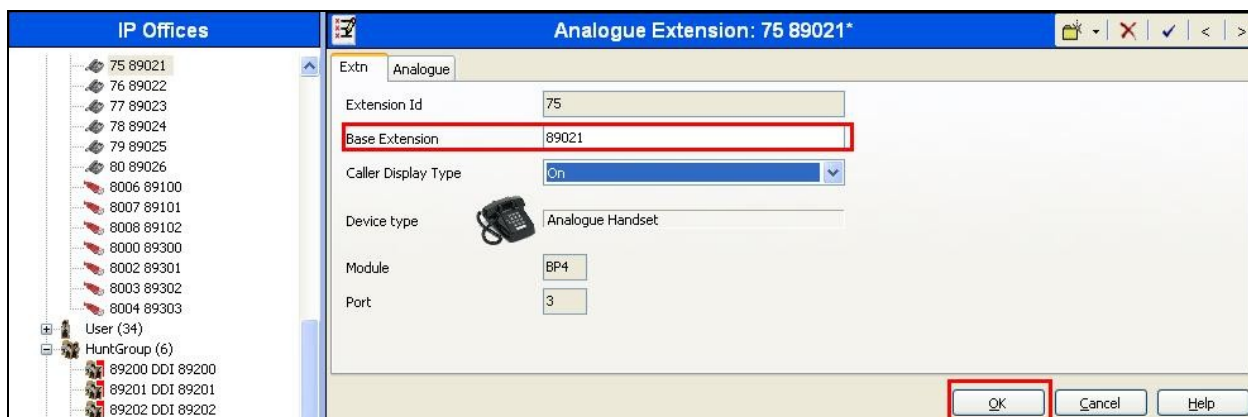 IP Offices
75 89021
76 89022
77 89023
78 89024
79 89025
80 89026
8006 89100
8007 89101
8008 89102
8000 89300
8002 89301
8003 89302
8004 89303
User (34)
HuntGroup (6)
89200 DDI 89200
89201 DDI 89201
89202 DDI 89202
Analogue Extension: 75 89021*
Extn Analogue
Extension Id 75
Base Extension 89021
Caller Display Type On
Device type Analogue Handset
Module BP4
Port 3
OK Cancel Help